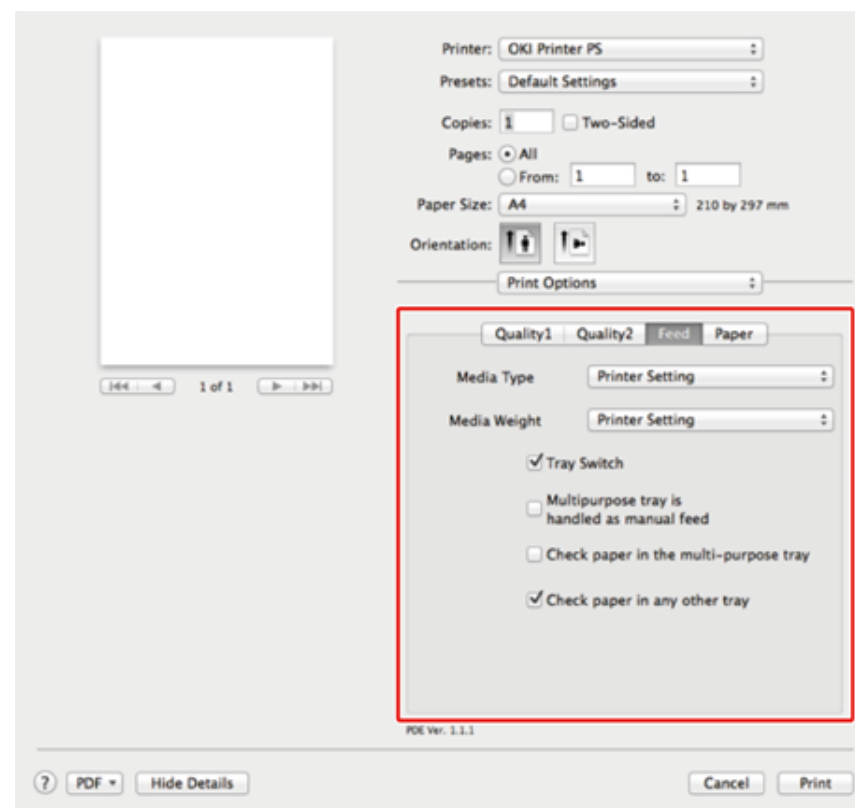 Printer: OKI Printer PS
Presets: Default Settings
Copies: 1 Two-Sided
Pages: All
From: 1 to: 1
Paper Size: A4 210 by 297 mm
Orientation:
Print Options
Quality1 Quality2 Feed Paper
1 of 1
Media Type Printer Setting
Media Weight Printer Setting
Tray Switch
Multipurpose tray is
handled as manual feed
Check paper in the multi-purpose tray
Check paper in any other tray
PDE Ver. 1.1.1
? PDF Hide Details Cancel Print